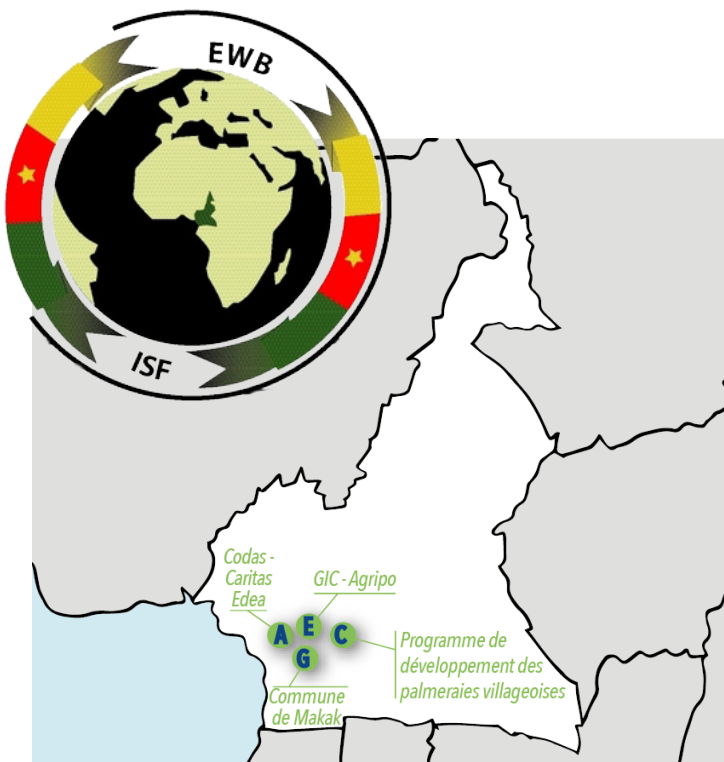 EWB
ISF
Codas -
Caritas
Edea
GIC - Agripo
A
E
C
G
Programme de
développement des
palmeraies villageoises
Commune
de Makak